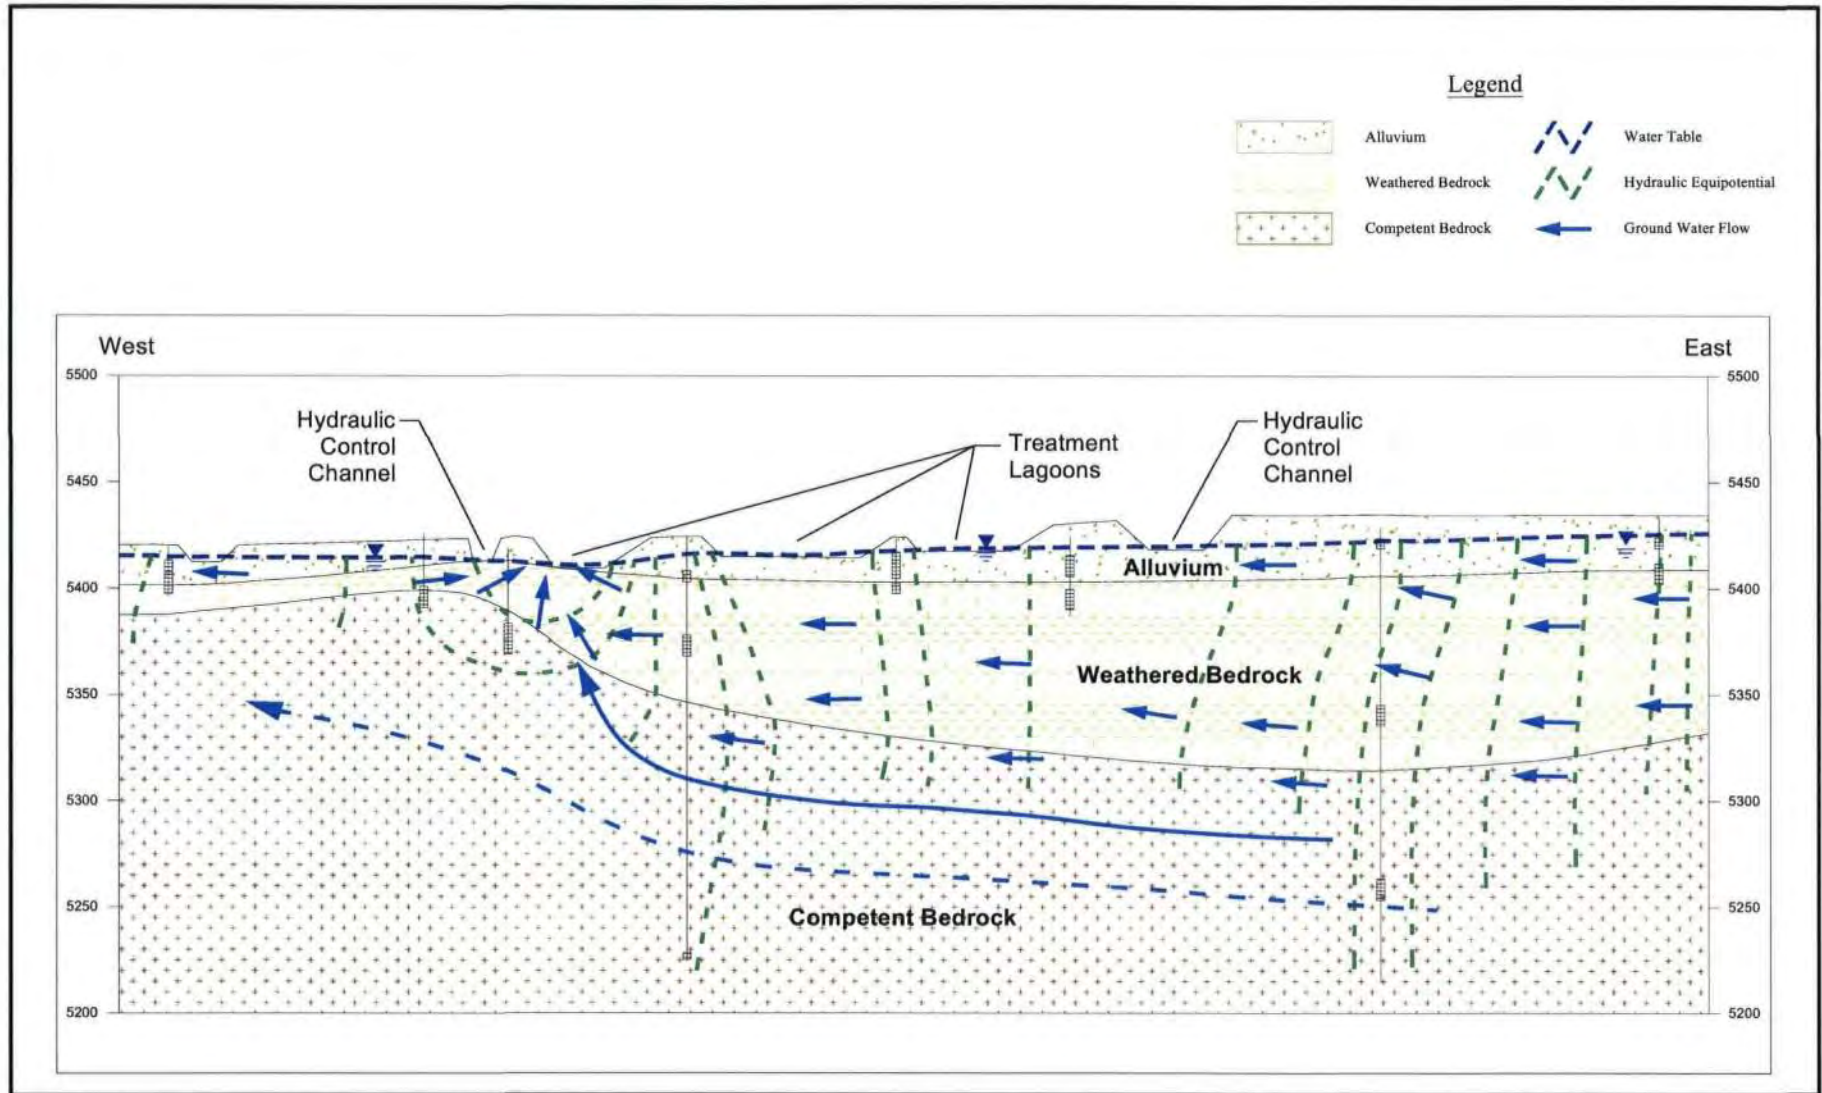 Legend
Alluvium
Water Table
Weathered Bedrock
Hydraulic Equipotential
Competent Bedrock
Ground Water Flow
West
East
5500
5500
Hydraulic
Control
Channel
Treatment
Lagoons
Hydraulic
Control
Channel
5450
5450
5400
5400
Alluvium
Weathered Bedrock
5350
5350
5300
5300
5250
5250
Competent Bedrock
5200
5200